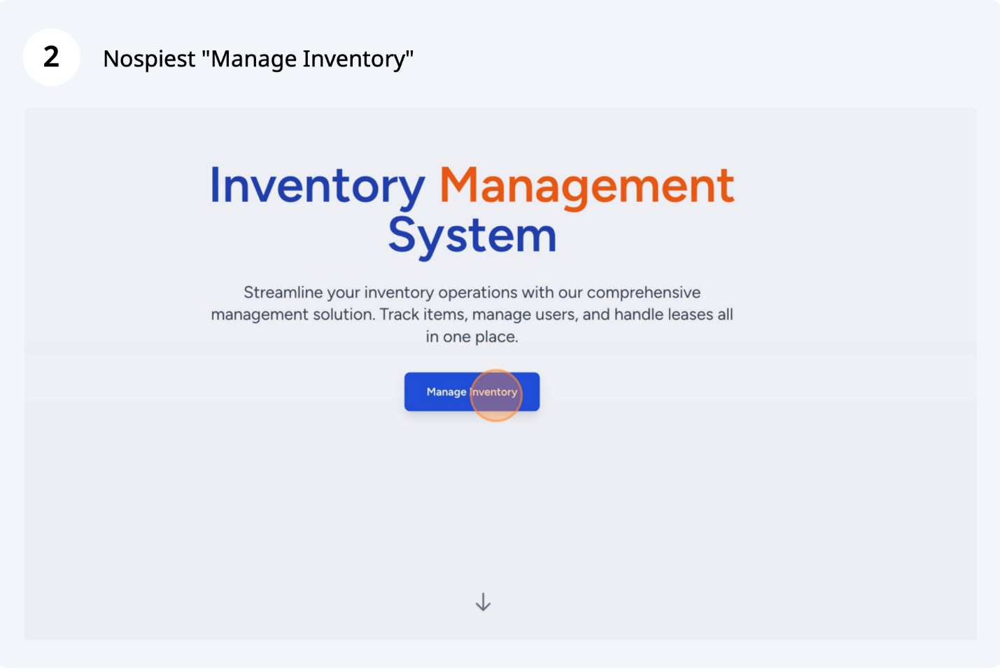 2
Nospiest "Manage Inventory"
Inventory Management
System
Streamline your inventory operations with our comprehensive
management solution. Track items, manage users, and handle leases all
in one place.
Manage Inventory